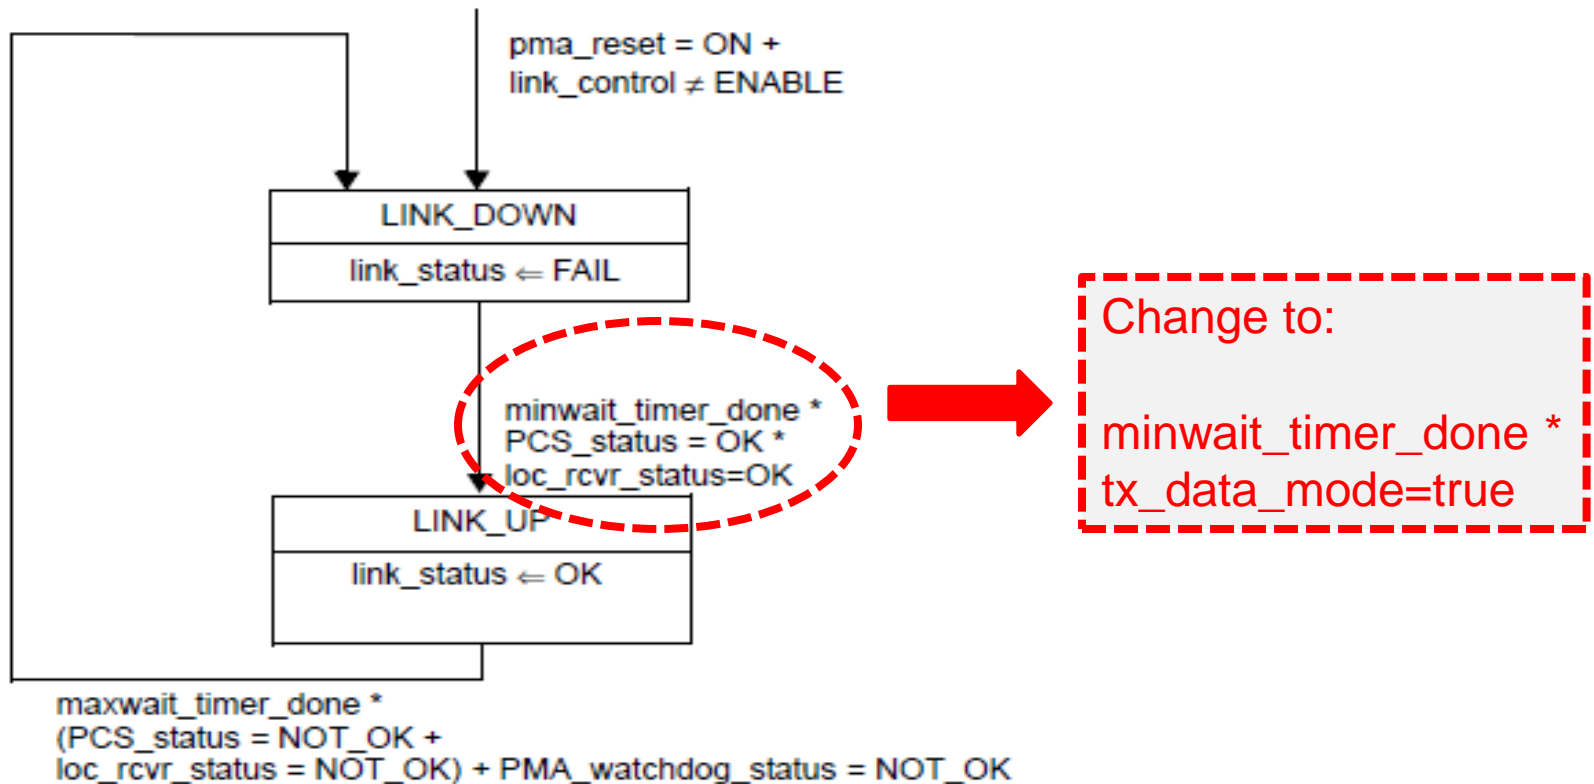 pma_reset = ON +
link_control ≠ ENABLE
LINK_DOWN
link_status ⇐ FAIL
minwait_timer_done *
PCS_status = OK *
loc_rcvr_status=OK
LINK_UP
link_status ⇐ OK
maxwait_timer_done *
(PCS_status = NOT_OK +
loc_rcvr_status = NOT_OK) + PMA_watchdog_status = NOT_OK
Change to:
minwait_timer_done *
tx_data_mode=true